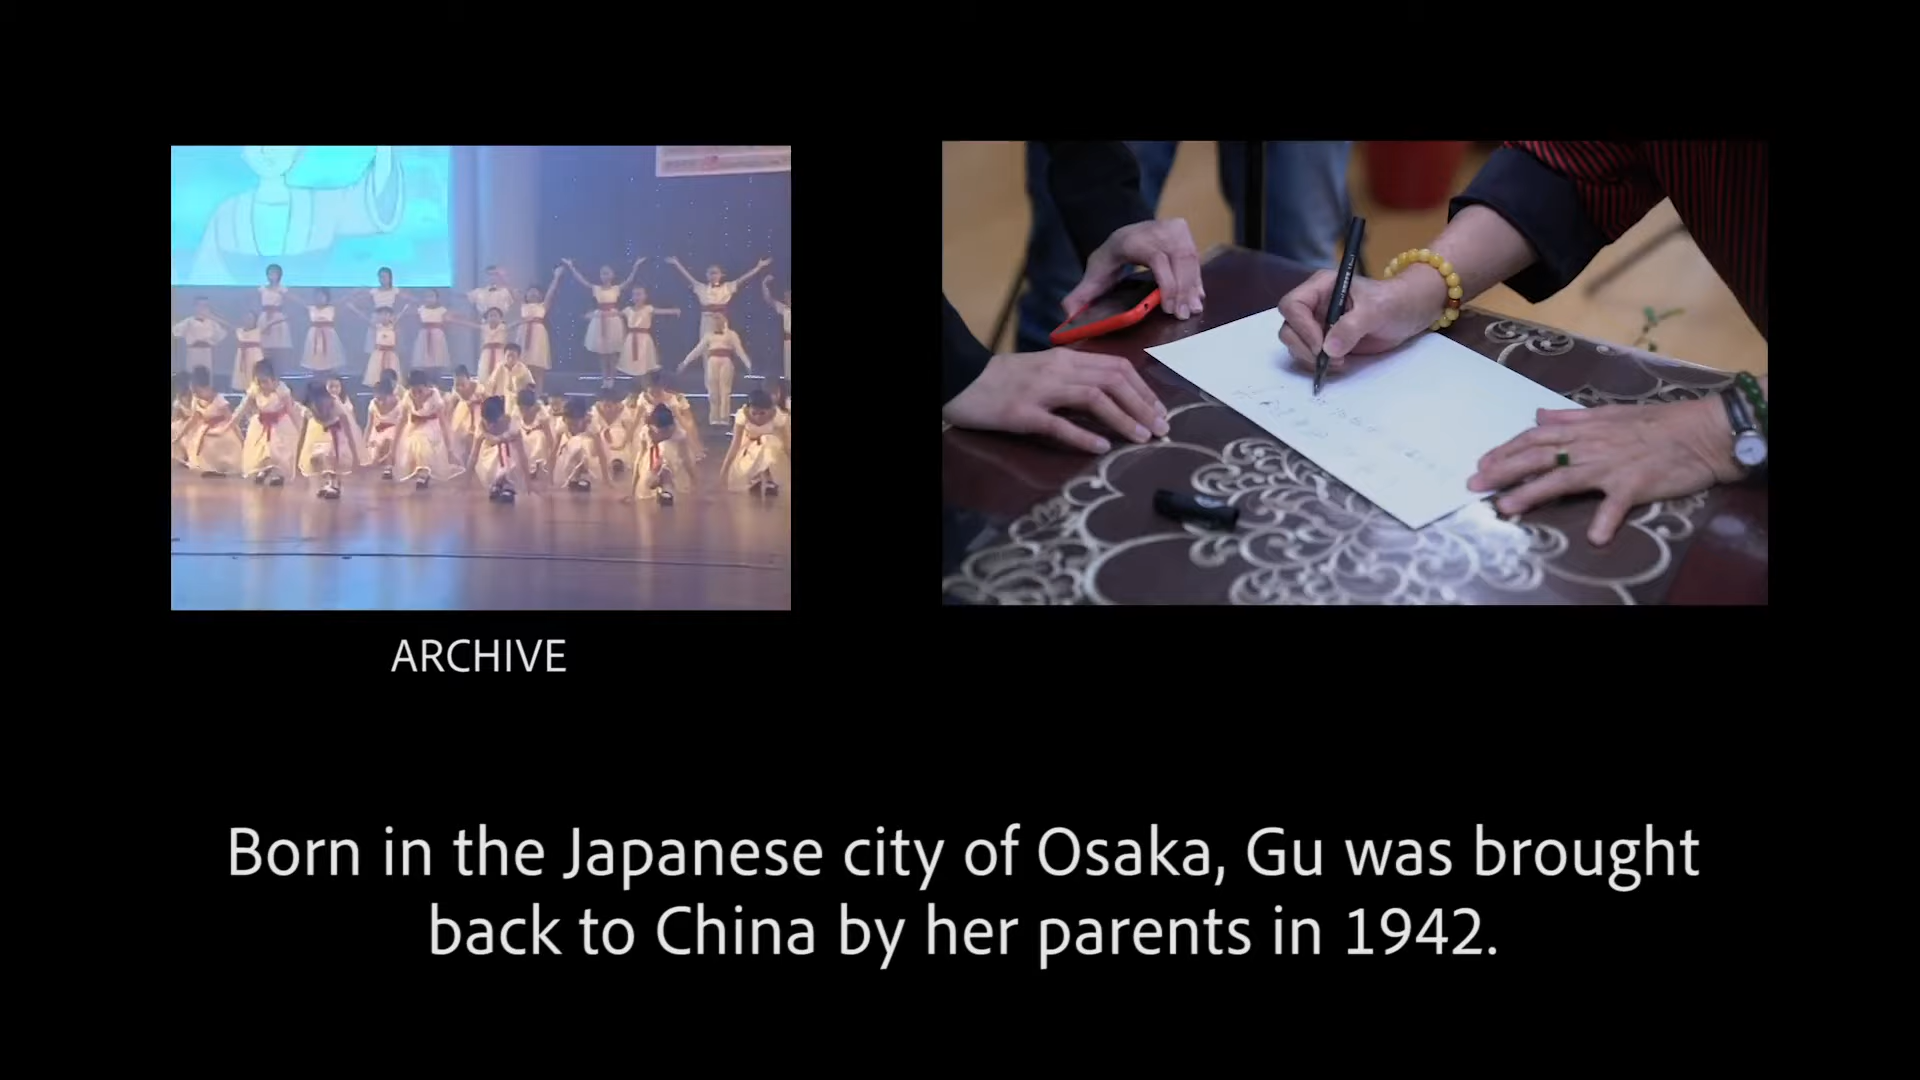 ARCHIVE
Born in the Japanese city of Osaka, Gu was brought
back to China by her parents in 1942.